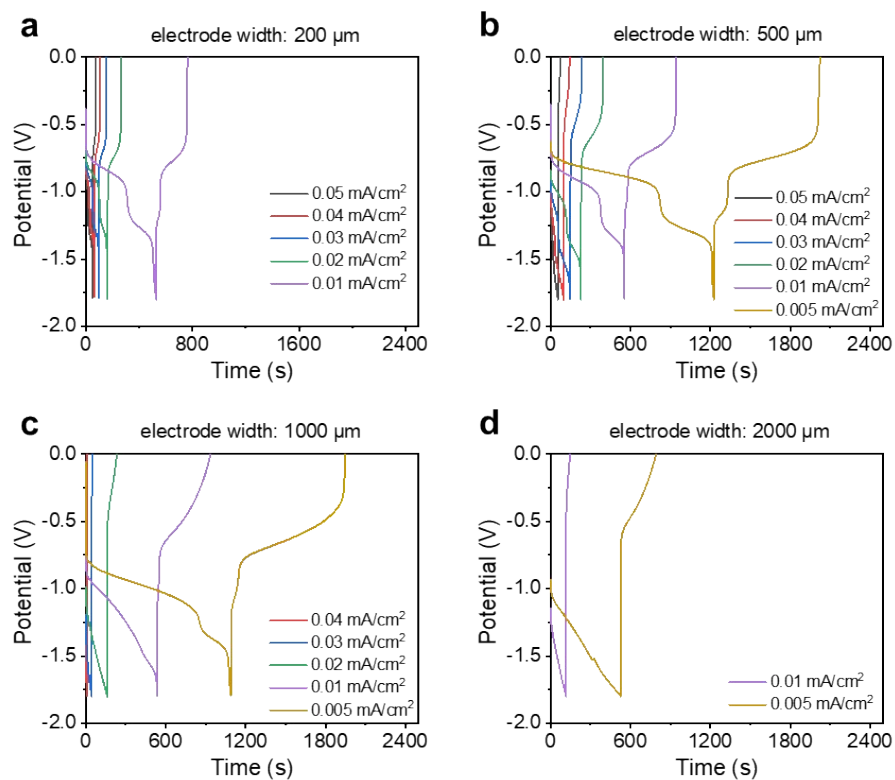 a
electrode width: 200 µm
0.0
-0.5
-1.0
-1.5
-2.0
Potential (V)
0.05 mA/cm²
0.04 mA/cm²
0.03 mA/cm²
0.02 mA/cm²
0.01 mA/cm²
0 800 1600 2400
Time (s)
b
electrode width: 500 µm
0.0
-0.5
-1.0
-1.5
-2.0
Potential (V)
0.05 mA/cm²
0.04 mA/cm²
0.03 mA/cm²
0.02 mA/cm²
0.01 mA/cm²
0.005 mA/cm²
0 600 1200 1800 2400
Time (s)
c
electrode width: 1000 µm
0.0
-0.5
-1.0
-1.5
-2.0
Potential (V)
0.04 mA/cm²
0.03 mA/cm²
0.02 mA/cm²
0.01 mA/cm²
0.005 mA/cm²
0 600 1200 1800 2400
Time (s)
d
electrode width: 2000 µm
0.0
-0.5
-1.0
-1.5
-2.0
Potential (V)
0.01 mA/cm²
0.005 mA/cm²
0 600 1200 1800 2400
Time (s)